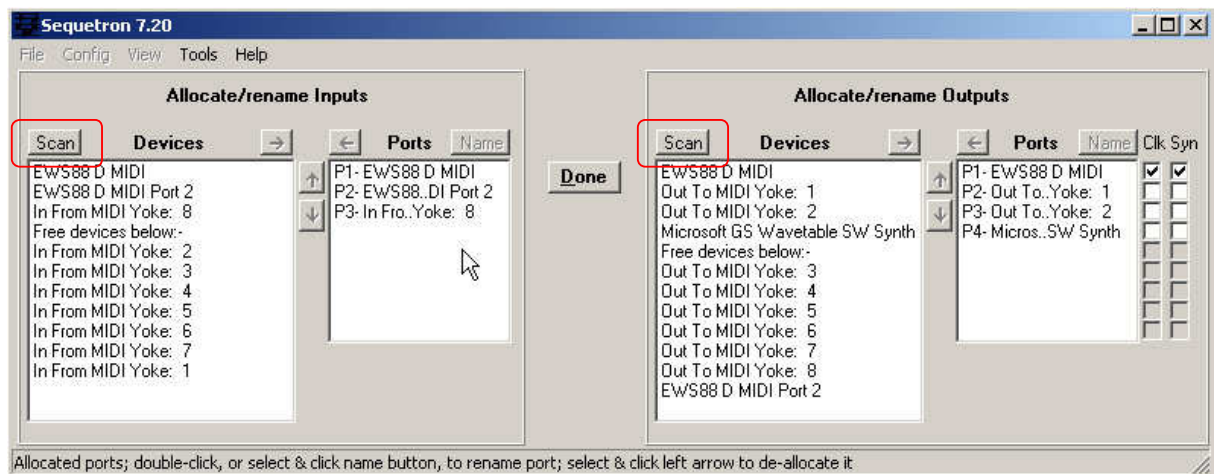 Sequetron 7.20
File Config View Tools Help
Allocate/rename Inputs
Scan Devices Ports Name
EWS88 D MIDI
EWS88 D MIDI Port 2
In From MIDI Yoke: 8
Free devices below:-
In From MIDI Yoke: 2
In From MIDI Yoke: 3
In From MIDI Yoke: 4
In From MIDI Yoke: 5
In From MIDI Yoke: 6
In From MIDI Yoke: 7
In From MIDI Yoke: 1
P1- EWS88 D MIDI
P2- EWS88..DI Port 2
P3- In Fro..Yoke: 8
Done
Allocate/rename Outputs
Scan Devices Ports Name Clk Syn
EWS88 D MIDI
Out To MIDI Yoke: 1
Out To MIDI Yoke: 2
Microsoft GS Wavetable SW Synth
Free devices below:-
Out To MIDI Yoke: 3
Out To MIDI Yoke: 4
Out To MIDI Yoke: 5
Out To MIDI Yoke: 6
Out To MIDI Yoke: 7
Out To MIDI Yoke: 8
EWS88 D MIDI Port 2
P1- EWS88 D MIDI
P2- Out To..Yoke: 1
P3- Out To..Yoke: 2
P4- Micros..SW Synth
Allocated ports; double-click, or select & click name button, to rename port; select & click left arrow to de-allocate it